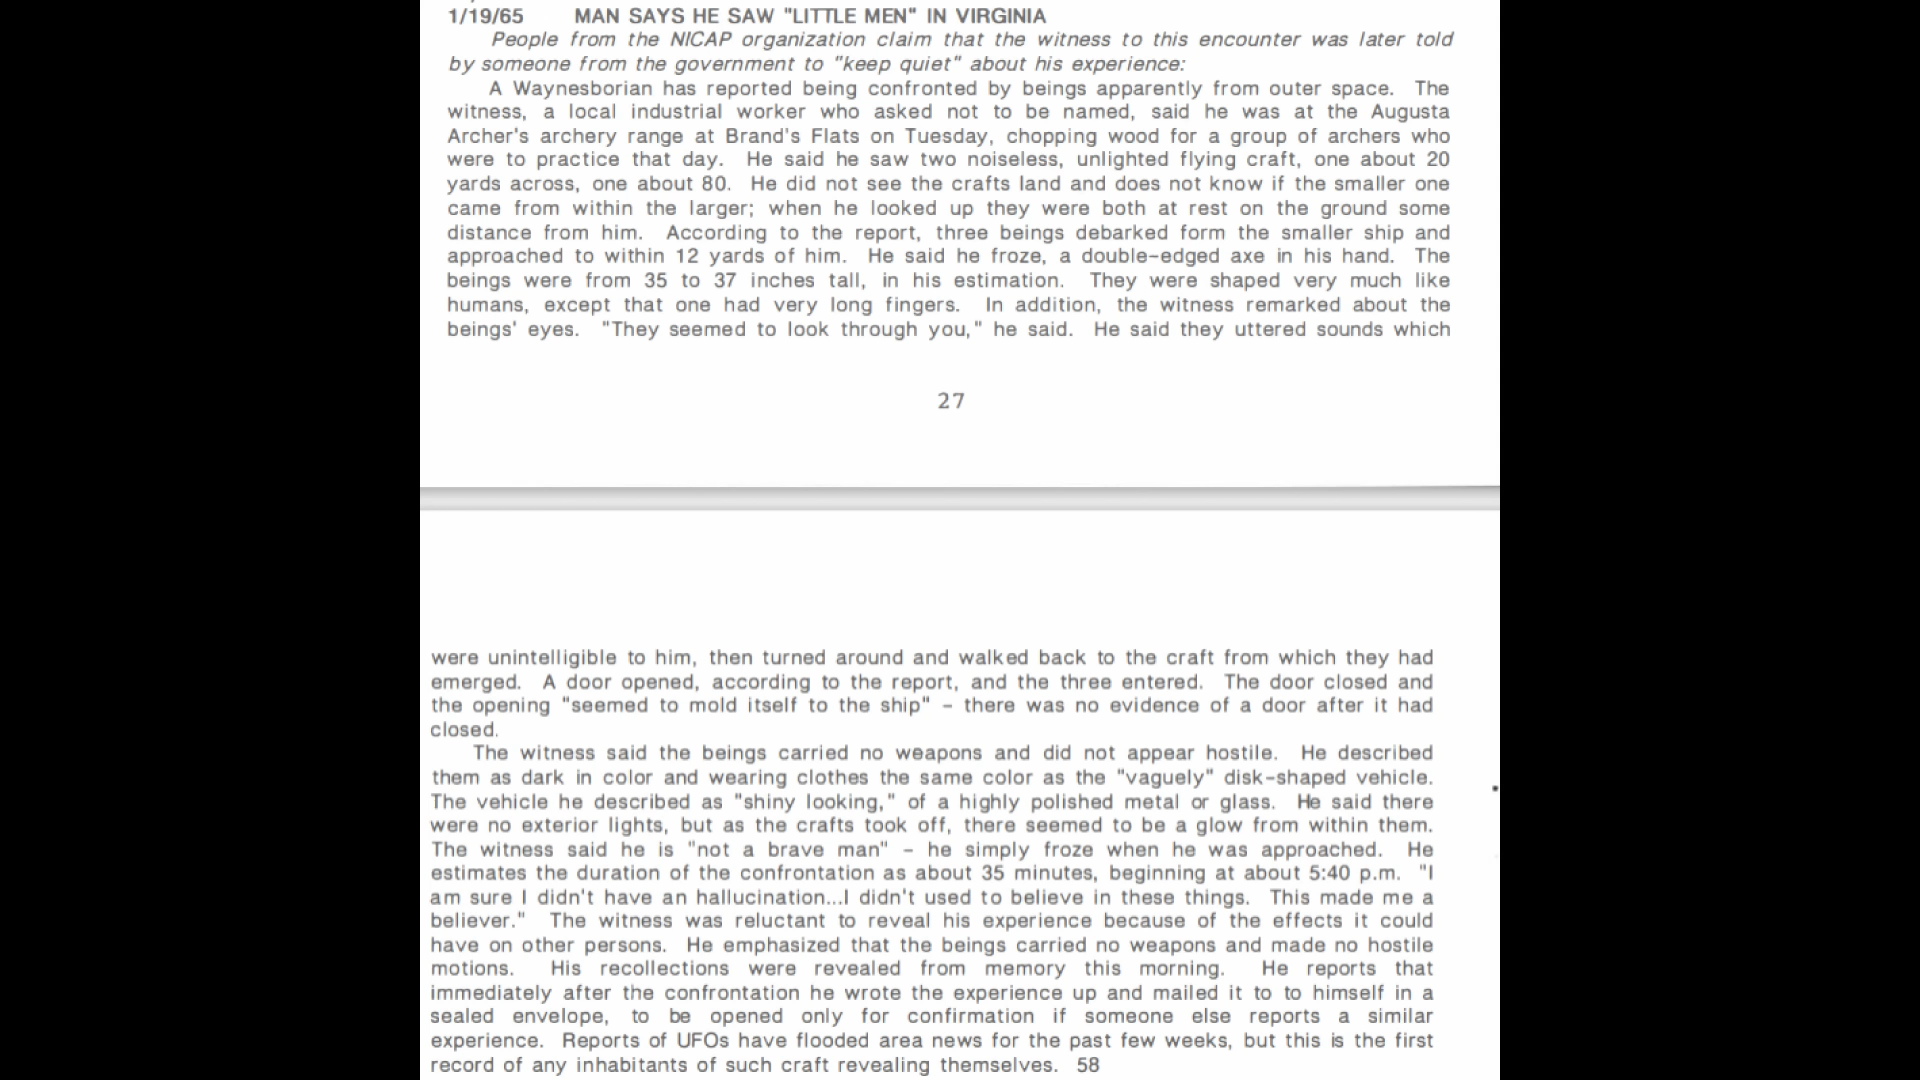 1/19/65 MAN SAYS HE SAW "LITTLE MEN" IN VIRGINIA
People from the NICAP organization claim that the witness to this encounter was later told
by someone from the government to "keep quiet" about his experience:
A Waynesborian has reported being confronted by beings apparently from outer space. The
witness, a local industrial worker who asked not to be named, said he was at the Augusta
Archer's archery range at Brand's Flats on Tuesday, chopping wood for a group of archers who
were to practice that day. He said he saw two noiseless, unlighted flying craft, one about 20
yards across, one about 80. He did not see the crafts land and does not know if the smaller one
came from within the larger; when he looked up they were both at rest on the ground some
distance from him. According to the report, three beings debarked form the smaller ship and
approached to within 12 yards of him. He said he froze, a double-edged axe in his hand. The
beings were from 35 to 37 inches tall, in his estimation. They were shaped very much like
humans, except that one had very long fingers. In addition, the witness remarked about the
beings' eyes. "They seemed to look through you," he said. He said they uttered sounds which
27
were unintelligible to him, then turned around and walked back to the craft from which they had
emerged. A door opened, according to the report, and the three entered. The door closed and
the opening "seemed to mold itself to the ship" - there was no evidence of a door after it had
closed.
The witness said the beings carried no weapons and did not appear hostile. He described
them as dark in color and wearing clothes the same color as the "vaguely" disk-shaped vehicle.
The vehicle he described as "shiny looking," of a highly polished metal or glass. He said there
were no exterior lights, but as the crafts took off, there seemed to be a glow from within them.
The witness said he is "not a brave man" - he simply froze when he was approached. He
estimates the duration of the confrontation as about 35 minutes, beginning at about 5:40 p.m. "I
am sure I didn't have an hallucination...I didn't used to believe in these things. This made me a
believer." The witness was reluctant to reveal his experience because of the effects it could
have on other persons. He emphasized that the beings carried no weapons and made no hostile
motions. His recollections were revealed from memory this morning. He reports that
immediately after the confrontation he wrote the experience up and mailed it to to himself in a
sealed envelope, to be opened only for confirmation if someone else reports a similar
experience. Reports of UFOs have flooded area news for the past few weeks, but this is the first
record of any inhabitants of such craft revealing themselves. 58